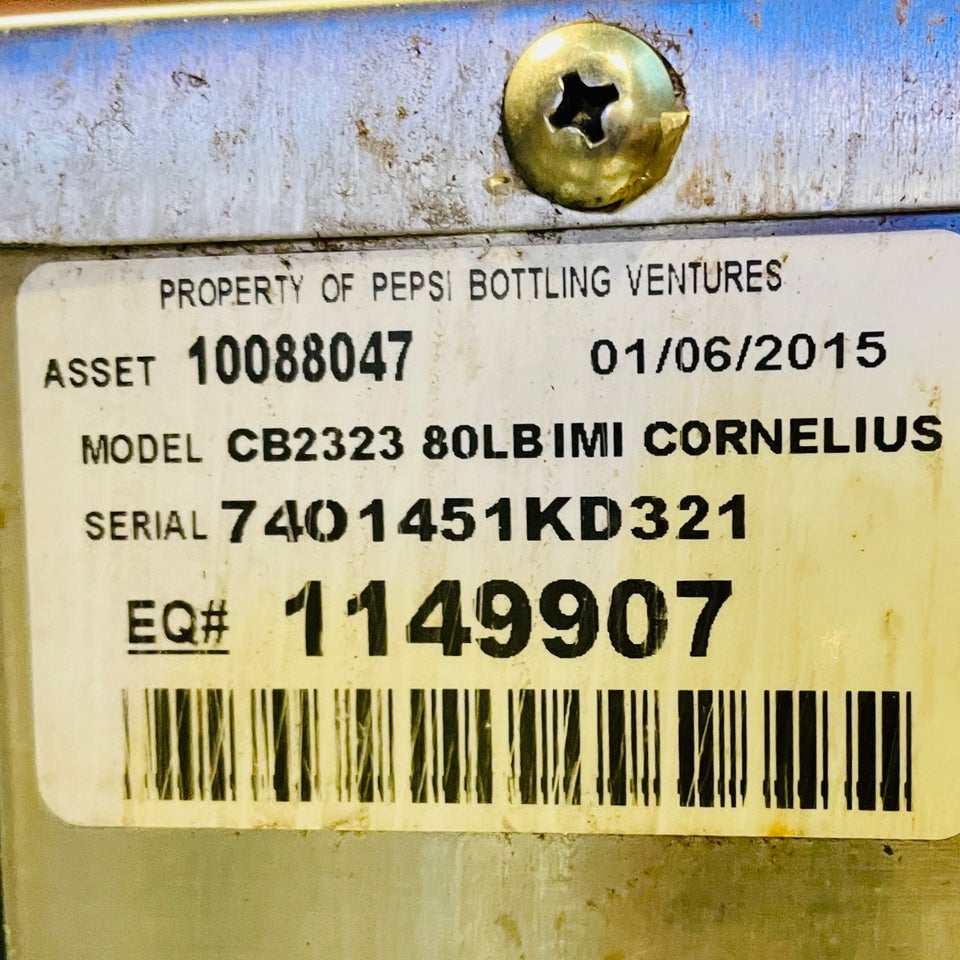 PROPERTY OF PEPSI BOTTLING VENTURES
ASSET 10088047 01/06/2015
MODEL CB2323 80LB IMI CORNELIUS
SERIAL 7401451KD321
EQ# 1149907